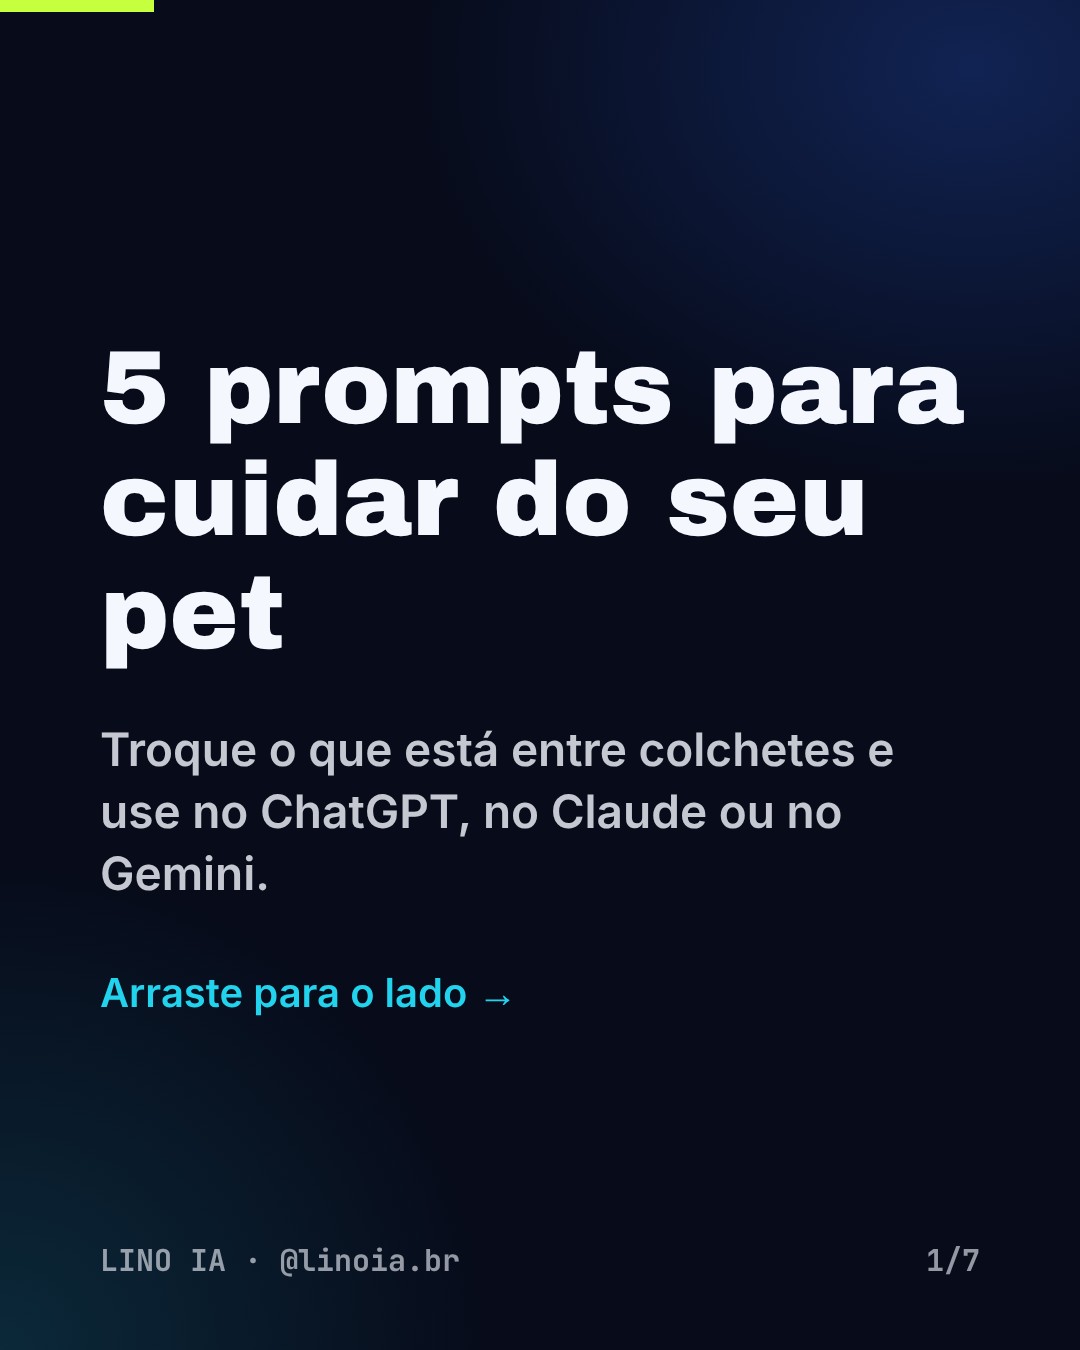 5 prompts para
cuidar do seu
pet
Troque o que está entre colchetes e
use no ChatGPT, no Claude ou no
Gemini.
Arraste para o lado →
LINO IA · @linoia.br
1/7